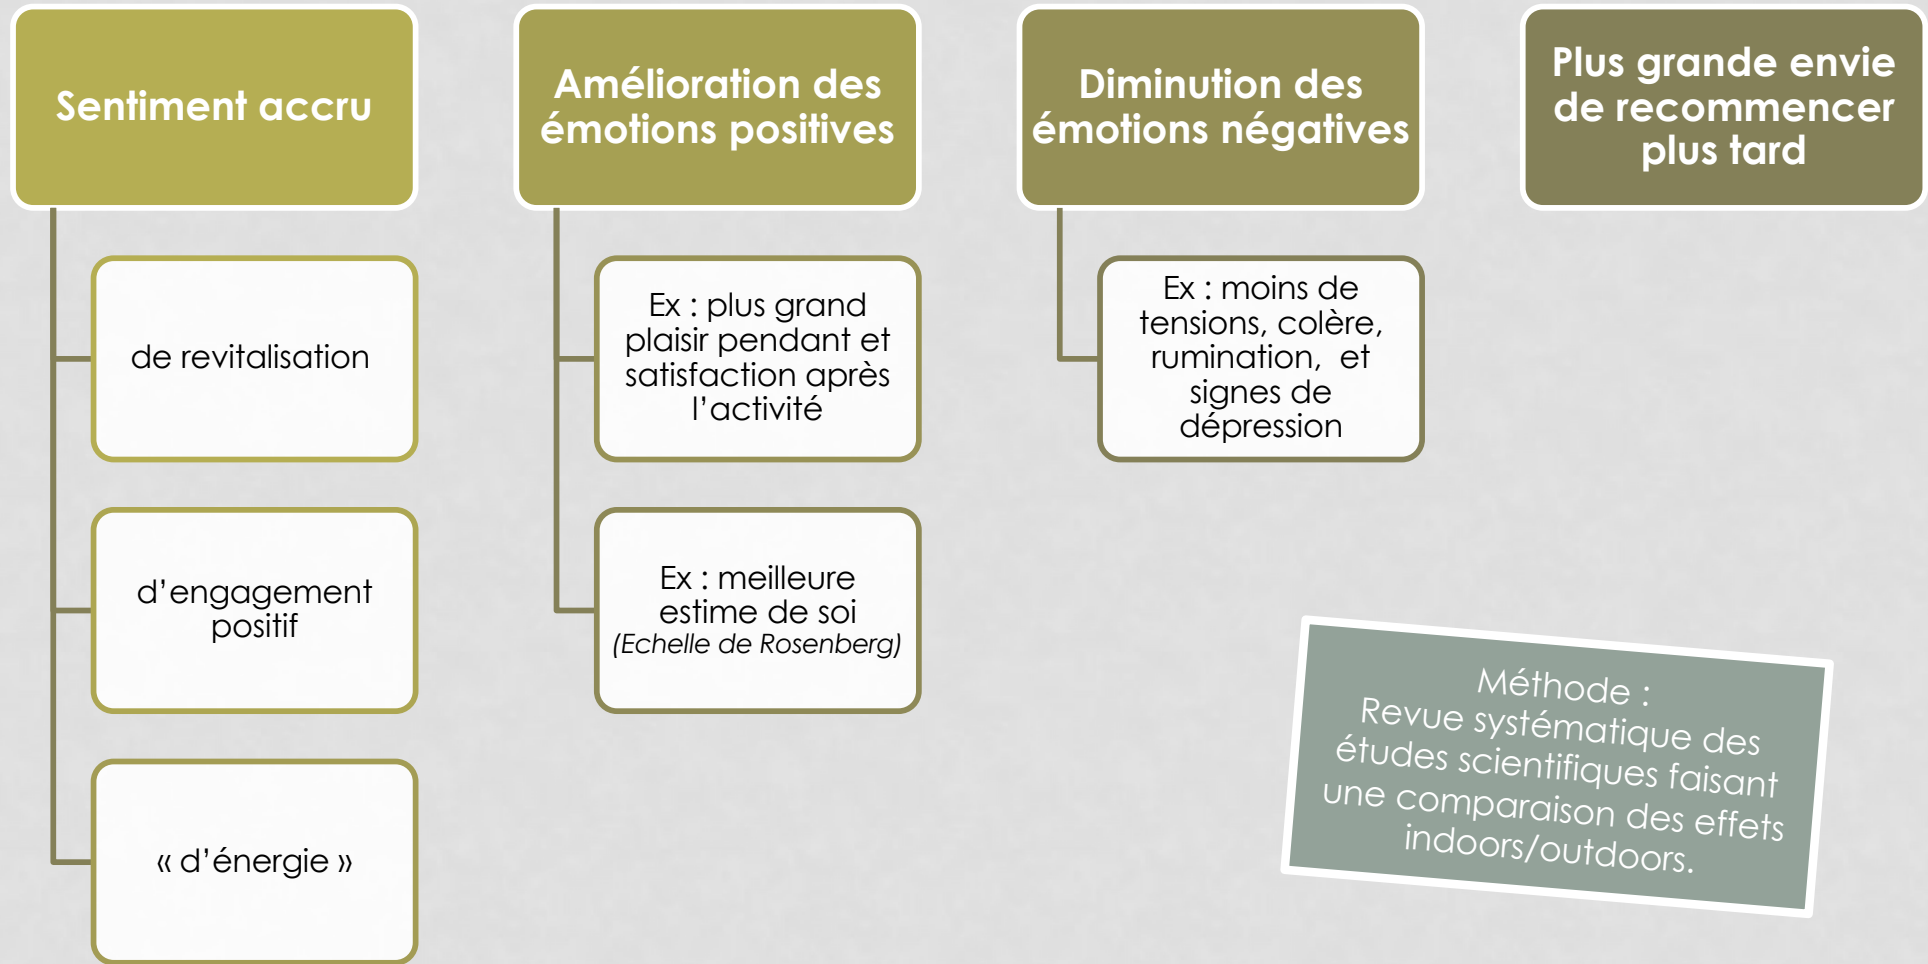 Sentiment accru
de revitalisation
d’engagement
positif
« d’énergie »
Amélioration des
émotions positives
Ex : plus grand
plaisir pendant et
satisfaction après
l’activité
Ex : meilleure
estime de soi
(Echelle de Rosenberg)
Diminution des
émotions négatives
Ex : moins de
tensions, colère,
rumination,  et
signes de
dépression
Plus grande envie
de recommencer
plus tard
Méthode :
Revue systématique des
études scientifiques faisant
une comparaison des effets
indoors/outdoors.